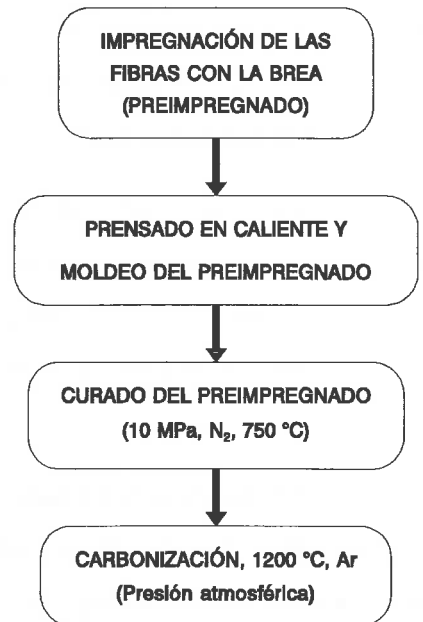 IMPREGNACIÓN DE LAS
FIBRAS CON LA BREA
(PREIMPREGNADO)
PRENSADO EN CALIENTE Y
MOLDEO DEL PREIMPREGNADO
CURADO DEL PREIMPREGNADO
(10 MPa, N₂, 750 °C)
CARBONIZACIÓN, 1200 °C, Ar
(Presión atmosférica)